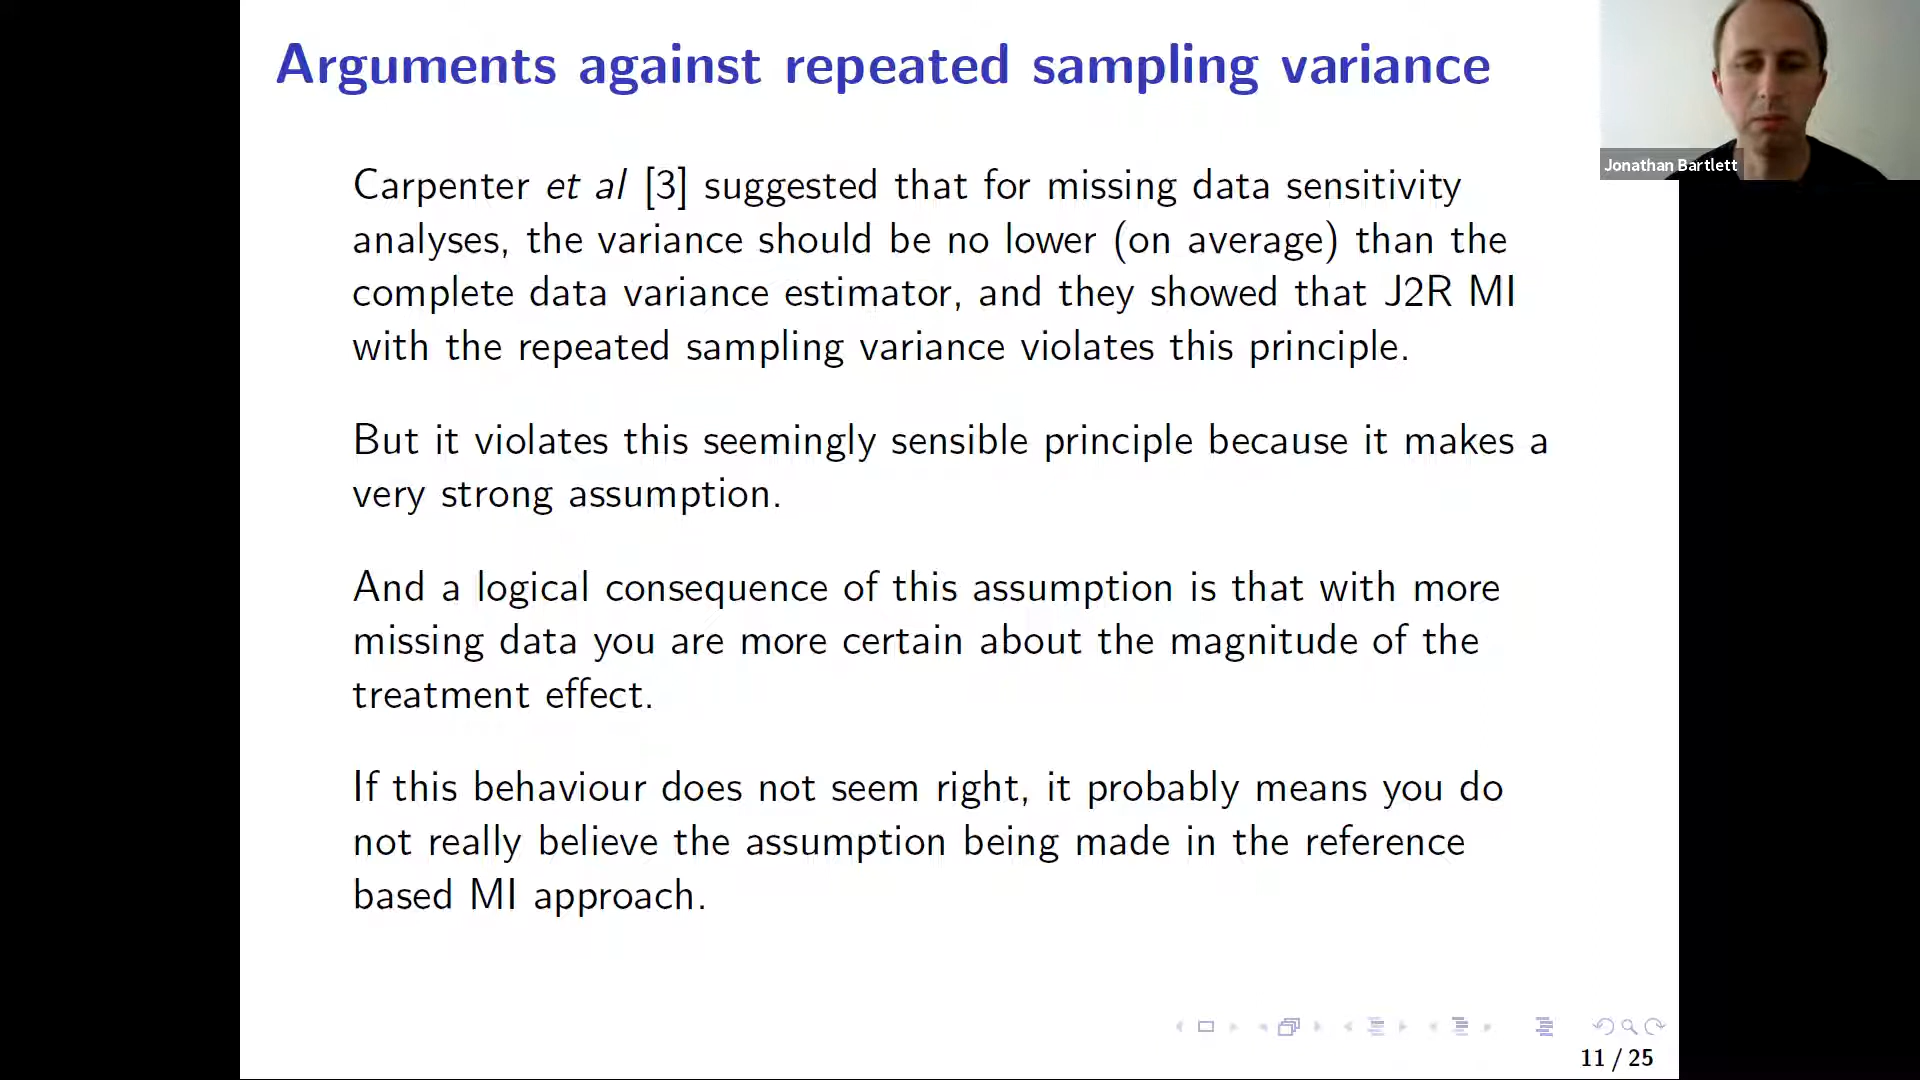 Arguments against repeated sampling variance
Jonathan Bartlett
Carpenter et al [3] suggested that for missing data sensitivity
analyses, the variance should be no lower (on average) than the
complete data variance estimator, and they showed that J2R MI
with the repeated sampling variance violates this principle.
But it violates this seemingly sensible principle because it makes a
very strong assumption.
And a logical consequence of this assumption is that with more
missing data you are more certain about the magnitude of the
treatment effect.
If this behaviour does not seem right, it probably means you do
not really believe the assumption being made in the reference
based MI approach.
11 / 25